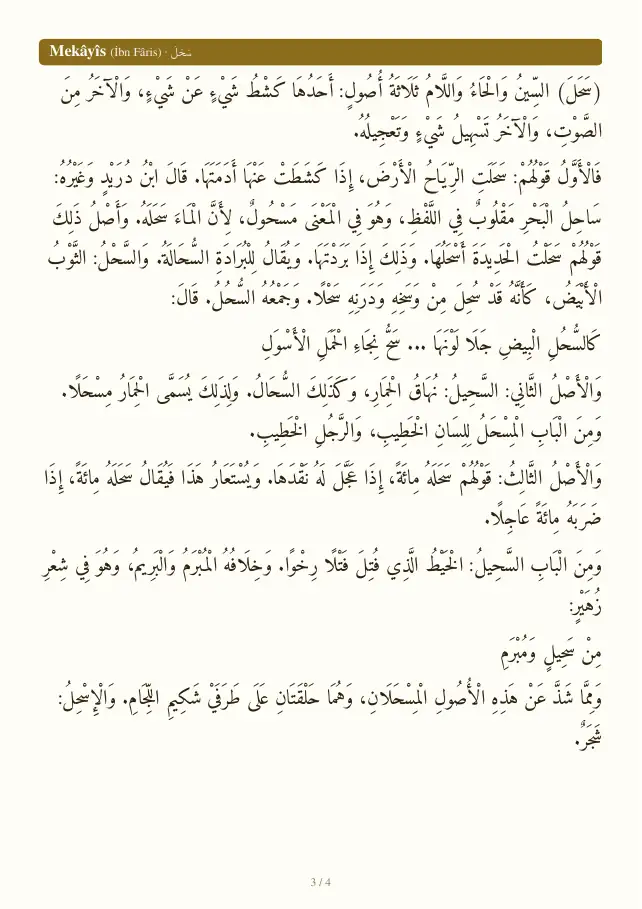 Mekâyîs (İbn Fâris) · سَحَلَ
(سَحَلَ) السِّينُ وَالْحَاءُ وَاللَّامُ ثَلَاثَةُ أُصُولٍ: أَحَدُهَا كَشْطُ شَيْءٍ عَنْ شَيْءٍ، وَالْآخَرُ مِنَ
الصَّوْتِ، وَالْآخَرُ تَسْهِيلُ شَيْءٍ وَتَعْجِيلُهُ.
فَالْأَوَّلُ قَوْلُهُمْ: سَحَلَتِ الرِّيَاحُ الْأَرْضَ، إِذَا كَشَطَتْ عَنْهَا أَدَمَتَهَا. قَالَ ابْنُ دُرَيْدٍ وَغَيْرُهُ:
سَاحِلُ الْبَحْرِ مَقْلُوبٌ فِي اللَّفْظِ، وَهُوَ فِي الْمَعْنَى مَسْحُولٌ، لِأَنَّ الْمَاءَ سَحَلَهُ. وَأَصْلُ ذَلِكَ
قَوْلُهُمْ سَحَلْتُ الْحَدِيدَةَ أَسْحَلُهَا. وَذَلِكَ إِذَا بَرَدْتَهَا. وَيُقَالُ لِلْبُرَادَةِ السُّحَالَةُ. وَالسَّحْلُ: الثَّوْبُ
الْأَبْيَضُ، كَأَنَّهُ قَدْ سُحِلَ مِنْ وَسَخِهِ وَدَرَنِهِ سَحْلًا. وَجَمْعُهُ السُّحُلُ. قَالَ:
كَالسُّحُلِ الْبِيضِ جَلَا لَوْنَهَا ... سَحُّ نِجَاءِ الْحَمَلِ الْأَسْوَلِ
وَالْأَصْلُ الثَّانِي: السَّحِيلُ: نُهَاقُ الْحِمَارِ، وَكَذَلِكَ السُّحَالُ. وَلِذَلِكَ يُسَمَّى الْحِمَارُ مِسْحَلًا.
وَمِنَ الْبَابِ الْمِسْحَلُ لِلِسَانِ الْخَطِيبِ، وَالرَّجُلِ الْخَطِيبِ.
وَالْأَصْلُ الثَّالِثُ: قَوْلُهُمْ سَحَلَهُ مِائَةً، إِذَا عَجَّلَ لَهُ نَقْدَهَا. وَيُسْتَعَارُ هَذَا فَيُقَالُ سَحَلَهُ مِائَةً، إِذَا
ضَرَبَهُ مِائَةً عَاجِلًا.
وَمِنَ الْبَابِ السَّحِيلُ: الْخَيْطُ الَّذِي فُتِلَ فَتْلًا رِخْوًا. وَخِلَافُهُ الْمُبْرَمُ وَالْبَرِيمُ، وَهُوَ فِي شِعْرِ
زُهَيْرٍ:
مِنْ سَحِيلٍ وَمُبْرَمِ
وَمِمَّا شَذَّ عَنْ هَذِهِ الْأُصُولِ الْمِسْحَلَانِ، وَهُمَا حَلْقَتَانِ عَلَى طَرَفَيْ شَكِيمِ اللِّجَامِ. وَالْإِسْحِلُ:
شَجَرٌ.
3 / 4